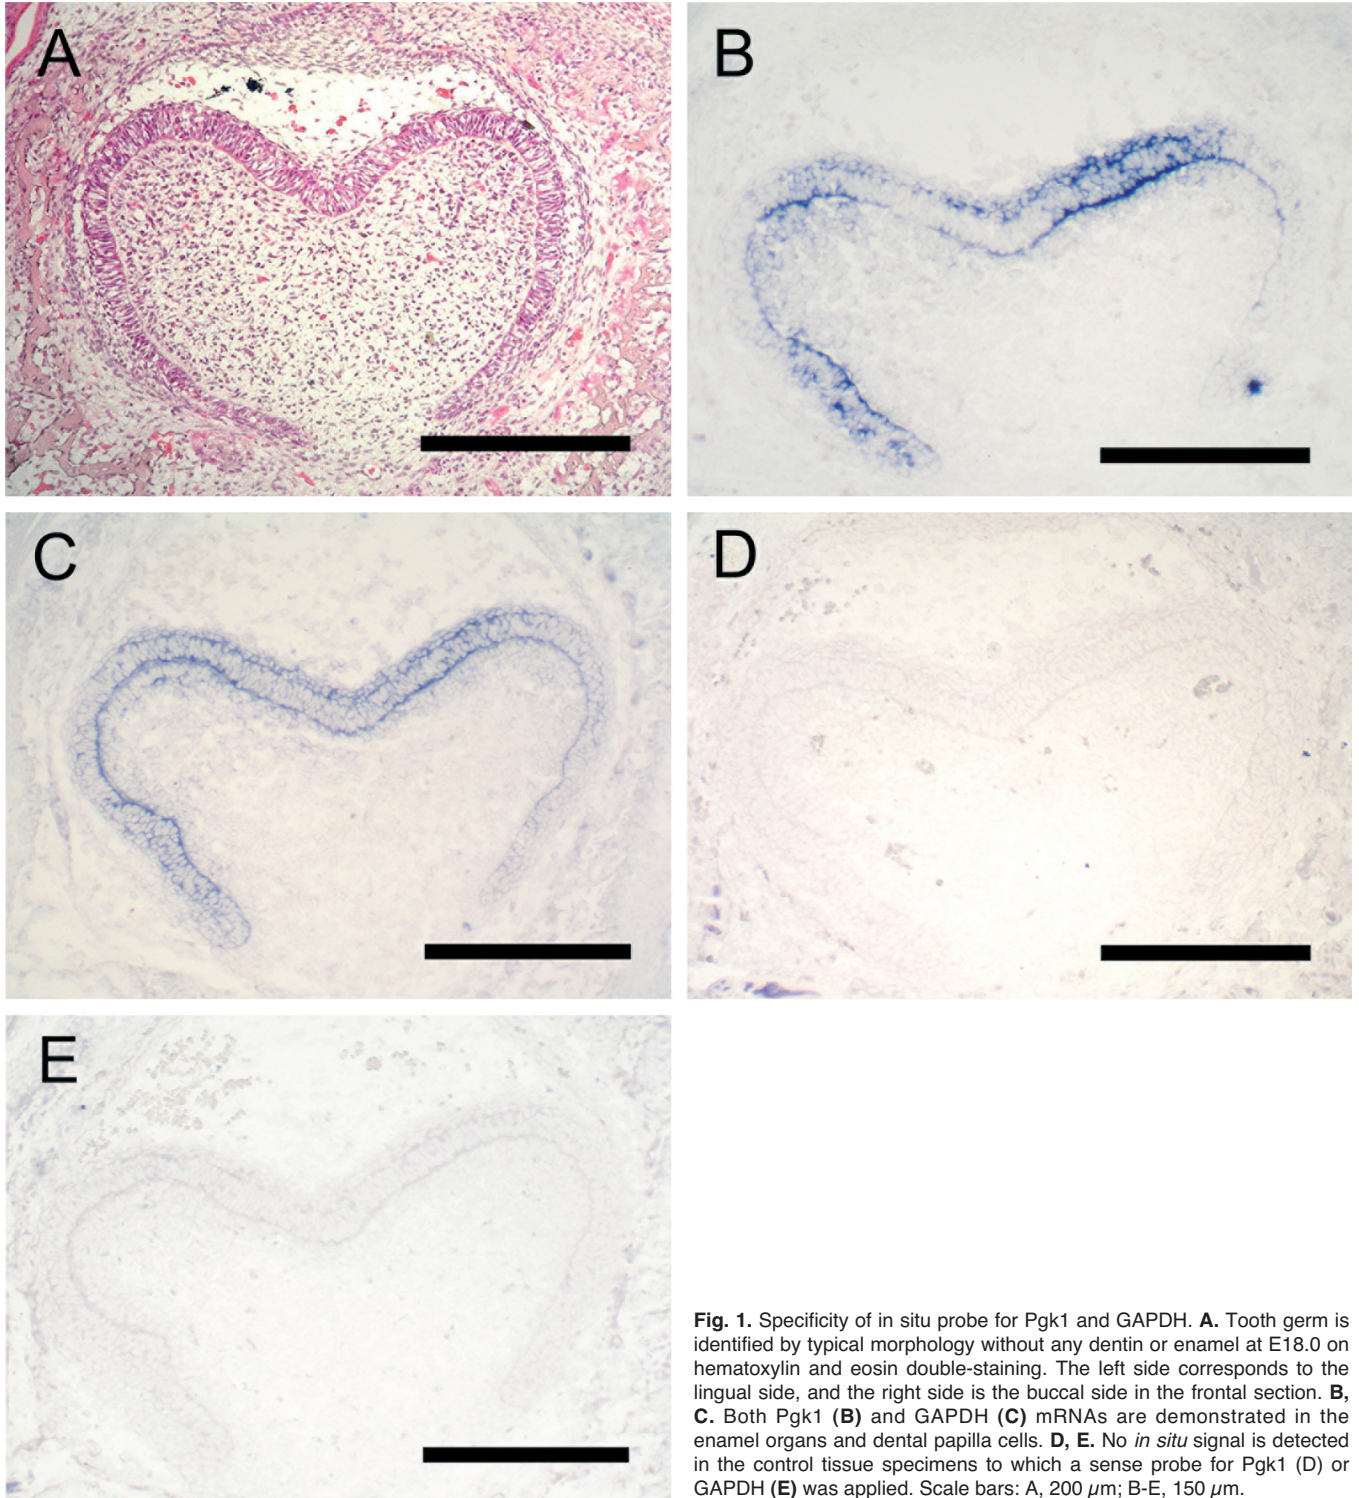 A
B
C
D
E
Fig. 1. Specificity of in situ probe for Pgk1 and GAPDH. A. Tooth germ is
identified by typical morphology without any dentin or enamel at E18.0 on
hematoxylin and eosin double-staining. The left side corresponds to the
lingual side, and the right side is the buccal side in the frontal section. B,
C. Both Pgk1 (B) and GAPDH (C) mRNAs are demonstrated in the
enamel organs and dental papilla cells. D, E. No in situ signal is detected
in the control tissue specimens to which a sense probe for Pgk1 (D) or
GAPDH (E) was applied. Scale bars: A, 200 µm; B-E, 150 µm.